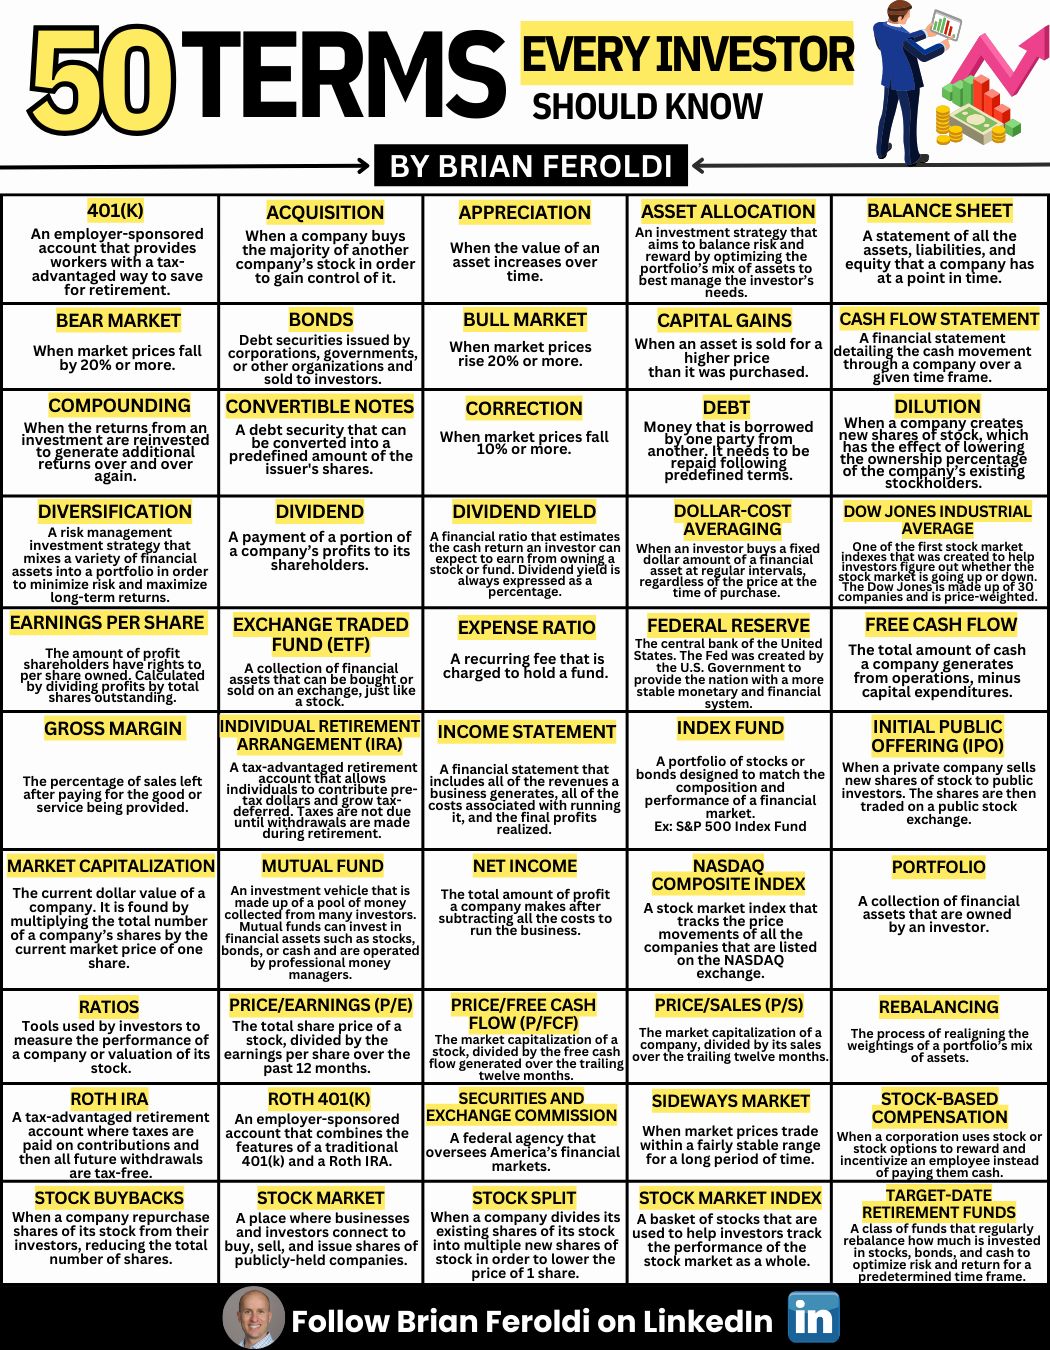 50 TERMS EVERY INVESTOR
SHOULD KNOW
BY BRIAN FEROLDI
401(K)
An employer-sponsored
account that provides
workers with a tax-
advantaged way to save
for retirement.
ACQUISITION
When a company buys
the majority of another
company's stock in order
to gain control of it.
APPRECIATION
When the value of an
asset increases over
time.
ASSET ALLOCATION
An investment strategy that
aims to balance risk and
reward by optimizing the
portfolio's mix of assets to
best manage the investor's
needs.
BALANCE SHEET
A statement of all the
assets, liabilities, and
equity that a company has
at a point in time.
BEAR MARKET
When market prices fall
by 20% or more.
BONDS
Debt securities issued by
corporations, governments,
or other organizations and
sold to investors.
BULL MARKET
When market prices
rise 20% or more.
CAPITAL GAINS
When an asset is sold for a
higher price
than it was purchased.
CASH FLOW STATEMENT
A financial statement
detailing the cash movement
through a company over a
given time frame.
COMPOUNDING
When the returns from an
investment are reinvested
to generate additional
returns over and over
again.
CONVERTIBLE NOTES
A debt security that can
be converted into a
predefined amount of the
issuer's shares.
CORRECTION
When market prices fall
10% or more.
DEBT
Money that is borrowed
by one party from
another. It needs to be
repaid following
predefined terms.
DILUTION
When a company creates
new shares of stock, which
has the effect of lowering
the ownership percentage
of the company's existing
stockholders.
DIVERSIFICATION
A risk management
investment strategy that
mixes a variety of financial
assets into a portfolio in order
to minimize risk and maximize
long-term returns.
DIVIDEND
A payment of a portion of
a company's profits to its
shareholders.
DIVIDEND YIELD
A financial ratio that estimates
the cash return an investor can
expect to earn from owning a
stock or fund. Dividend yield is
always expressed as a
percentage.
DOLLAR-COST
AVERAGING
When an investor buys a fixed
dollar amount of a financial
asset at regular intervals,
regardless of the price at the
time of purchase.
DOW JONES INDUSTRIAL
AVERAGE
One of the first stock market
indexes that was created to help
investors figure out whether the
stock market is going up or down.
The Dow Jones is made up of 30
companies and is price-weighted.
EARNINGS PER SHARE
The amount of profit
shareholders have rights to
per share owned. Calculated
by dividing profits by total
shares outstanding.
EXCHANGE TRADED
FUND (ETF)
A collection of financial
assets that can be bought or
sold on an exchange, just like
a stock.
EXPENSE RATIO
A recurring fee that is
charged to hold a fund.
FEDERAL RESERVE
The central bank of the United
States. The Fed was created by
the U.S. Government to
provide the nation with a more
stable monetary and financial
system.
FREE CASH FLOW
The total amount of cash
a company generates
from operations, minus
capital expenditures.
GROSS MARGIN
The percentage of sales left
after paying for the good or
service being provided.
INDIVIDUAL RETIREMENT
ARRANGEMENT (IRA)
A tax-advantaged retirement
account that allows
individuals to contribute pre-
tax dollars and grow tax-
deferred. Taxes are not due
until withdrawals are made
during retirement.
INCOME STATEMENT
A financial statement that
includes all of the revenues a
business generates, all of the
costs associated with running
it, and the final profits
realized.
INDEX FUND
A portfolio of stocks or
bonds designed to match the
composition and
performance of a financial
market.
Ex: S&P 500 Index Fund
INITIAL PUBLIC
OFFERING (IPO)
When a private company sells
new shares of stock to public
investors. The shares are then
traded on a public stock
exchange.
MARKET CAPITALIZATION
The current dollar value of a
company. It is found by
multiplying the total number
of a company's shares by the
current market price of one
share.
MUTUAL FUND
An investment vehicle that is
made up of a pool of money
collected from many investors.
Mutual funds can invest in
financial assets such as stocks,
bonds, or cash and are operated
by professional money
managers.
NET INCOME
The total amount of profit
a company makes after
subtracting all the costs to
run the business.
NASDAQ
COMPOSITE INDEX
A stock market index that
tracks the price
movements of all the
companies that are listed
on the NASDAQ
exchange.
PORTFOLIO
A collection of financial
assets that are owned
by an investor.
RATIOS
Tools used by investors to
measure the performance of
a company or valuation of its
stock.
PRICE/EARNINGS (P/E)
The total share price of a
stock, divided by the
earnings per share over the
past 12 months.
PRICE/FREE CASH
FLOW (P/FCF)
The market capitalization of a
stock, divided by the free cash
flow generated over the trailing
twelve months.
PRICE/SALES (P/S)
The market capitalization of a
company, divided by its sales
over the trailing twelve months.
REBALANCING
The process of realigning the
weightings of a portfolio's mix
of assets.
ROTH IRA
A tax-advantaged retirement
account where taxes are
paid on contributions and
then all future withdrawals
are tax-free.
ROTH 401(K)
An employer-sponsored
account that combines the
features of a traditional
401(k) and a Roth IRA.
SECURITIES AND
EXCHANGE COMMISSION
A federal agency that
oversees America's financial
markets.
SIDEWAYS MARKET
When market prices trade
within a fairly stable range
for a long period of time.
STOCK-BASED
COMPENSATION
When a corporation uses stock or
stock options to reward and
incentivize an employee instead
of paying them cash.
STOCK BUYBACKS
When a company repurchase
shares of its stock from their
investors, reducing the total
number of shares.
STOCK MARKET
A place where businesses
and investors connect to
buy, sell, and issue shares of
publicly-held companies.
STOCK SPLIT
When a company divides its
existing shares of its stock
into multiple new shares of
stock in order to lower the
price of 1 share.
STOCK MARKET INDEX
A basket of stocks that are
used to help investors track
the performance of the
stock market as a whole.
TARGET-DATE
RETIREMENT FUNDS
A class of funds that regularly
rebalance how much is invested
in stocks, bonds, and cash to
optimize risk and return for a
predetermined time frame.
Follow Brian Feroldi on LinkedIn in